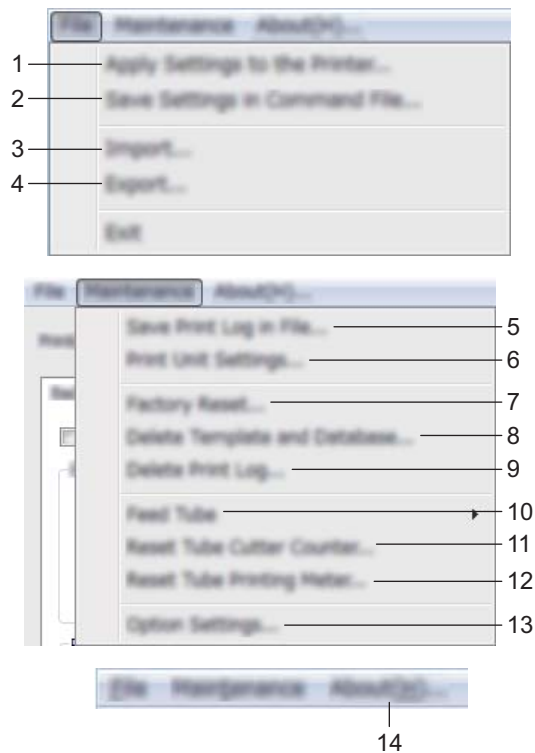 File Maintenance About(H)...
1 Apply Settings to the Printer...
2 Save Settings in Command File...
3 Import...
4 Export...
Exit
File Maintenance About(H)...
Save Print Log in File... 5
Print Unit Settings... 6
Factory Reset... 7
Delete Template and Database... 8
Delete Print Log... 9
Feed Tube 10
Reset Tube Cutter Counter... 11
Reset Tube Printing Meter... 12
Option Settings... 13
File Maintenance About(H)...
14